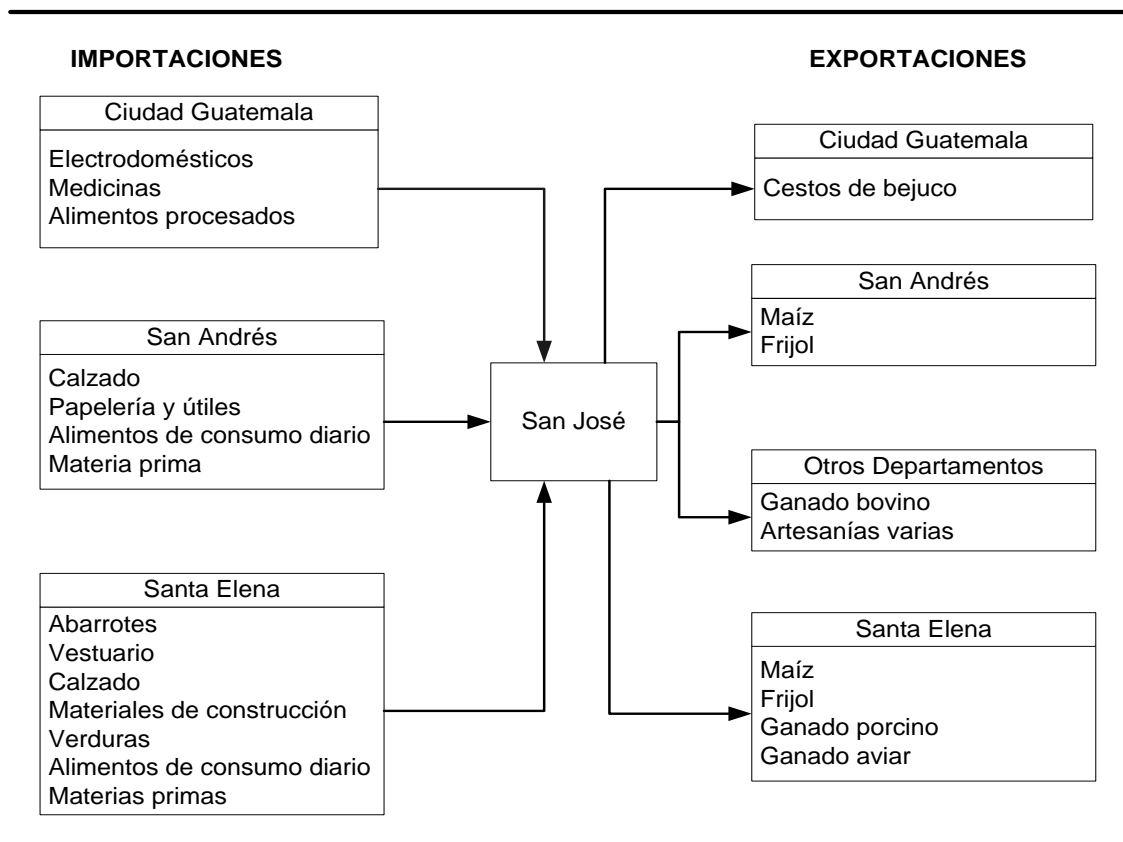 IMPORTACIONES
Ciudad Guatemala
Electrodomésticos
Medicinas
Alimentos procesados
San Andrés
Calzado
Papelería y útiles
Alimentos de consumo diario
Materia prima
Santa Elena
Abarrotes
Vestuario
Calzado
Materiales de construcción
Verduras
Alimentos de consumo diario
Materias primas
San José
EXPORTACIONES
Ciudad Guatemala
Cestos de bejuco
San Andrés
Maíz
Frijol
Otros Departamentos
Ganado bovino
Artesanías varias
Santa Elena
Maíz
Frijol
Ganado porcino
Ganado aviar